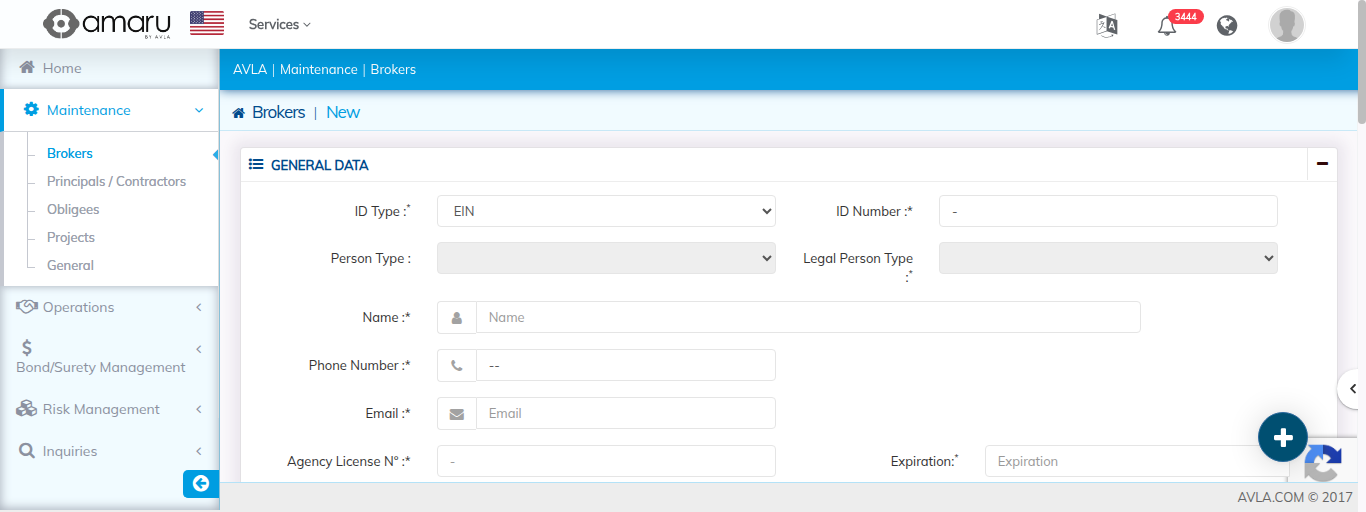 amaru
BY AVLA
Services
3444
Home
AVLA | Maintenance | Brokers
Maintenance
Brokers | New
Brokers
Principals / Contractors
Obligees
Projects
General
Operations
Bond/Surety Management
Risk Management
Inquiries
GENERAL DATA
ID Type :*
EIN
ID Number :*
-
Person Type :
Legal Person Type
:*
Name :*
Name
Phone Number :*
--
Email :*
Email
Agency License N° :*
-
Expiration:*
Expiration
AVLA.COM © 2017